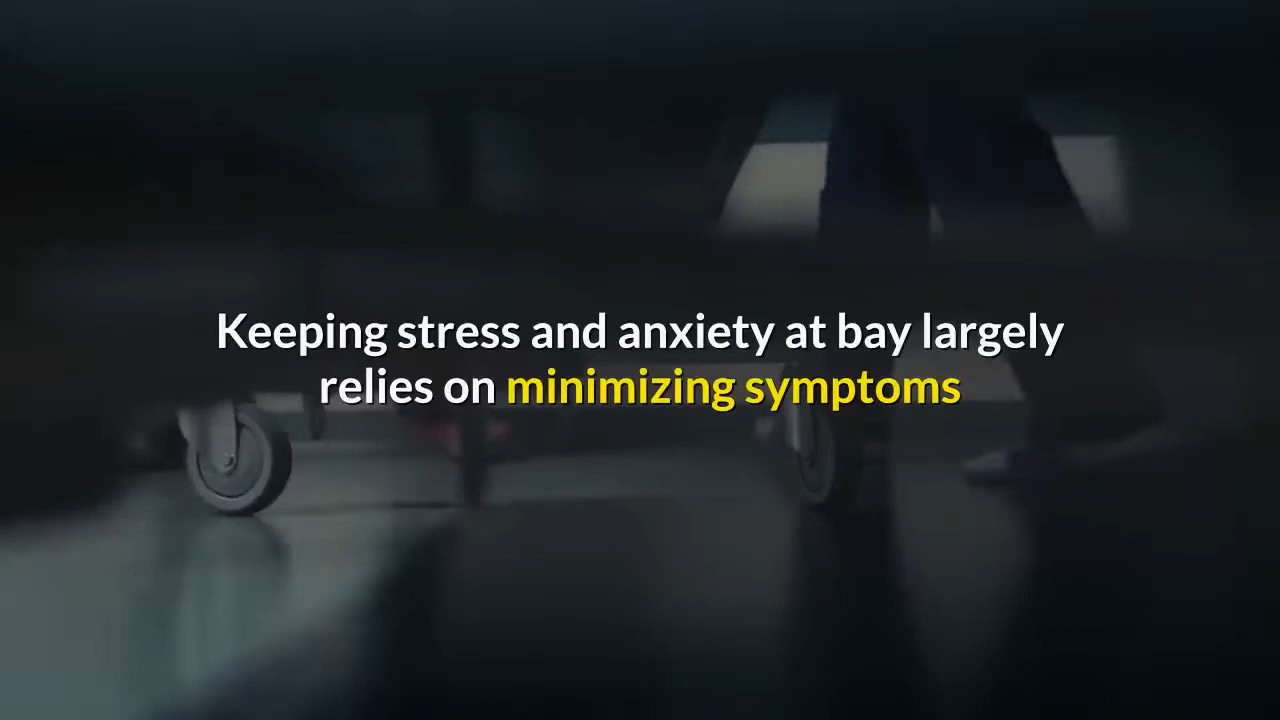 Keeping stress and anxiety at bay largely
relies on minimizing symptoms